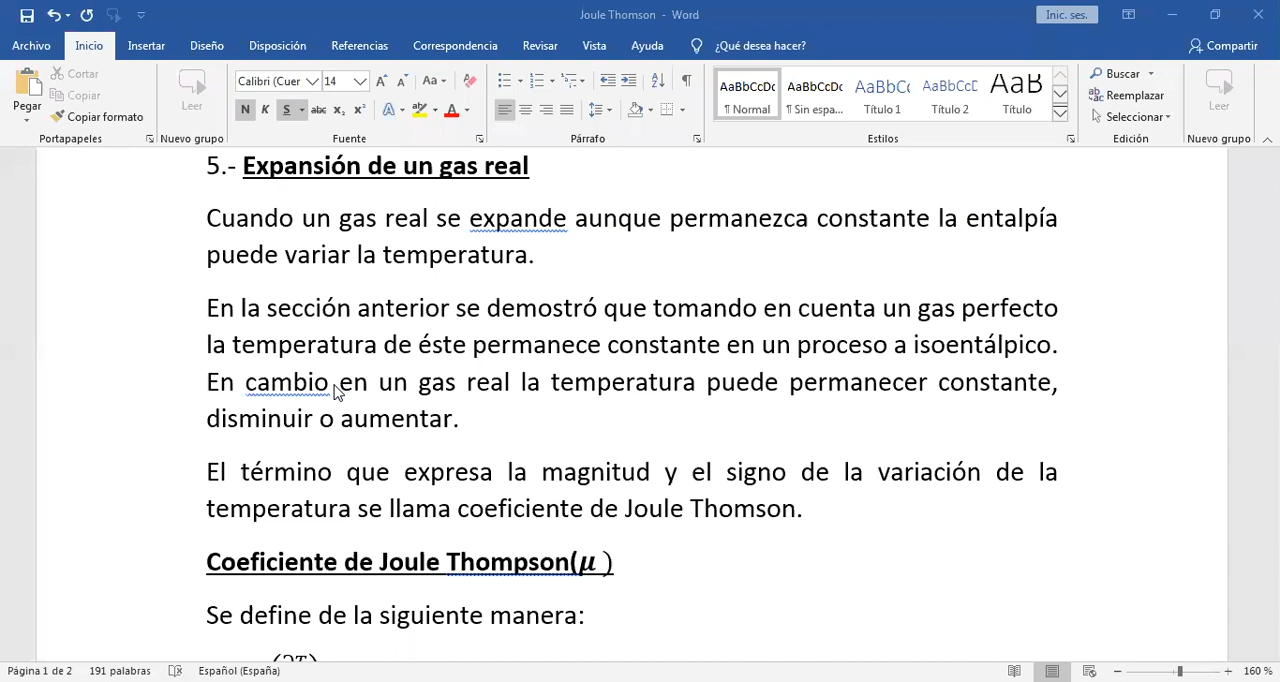 Joule Thomson - Word
Inic. ses.
Archivo Inicio Insertar Diseño Disposición Referencias Correspondencia Revisar Vista Ayuda ¿Qué desea hacer? Compartir
Pegar
Cortar
Copiar
Copiar formato
Portapapeles
Leer
Nuevo grupo
Calibri (Cuer 14
Aa
N K S abc x₂ x²
Fuente
Párrafo
AaBbCcDc AaBbCcDc AaBbCc AaBbCcC AaB
¶ Normal ¶ Sin espa... Título 1 Título 2 Título
Estilos
Buscar
Reemplazar
Seleccionar
Edición
Leer
Nuevo grupo
5.- Expansión de un gas real
Cuando un gas real se expande aunque permanezca constante la entalpía
puede variar la temperatura.
En la sección anterior se demostró que tomando en cuenta un gas perfecto
la temperatura de éste permanece constante en un proceso a isoentálpico.
En cambio en un gas real la temperatura puede permanecer constante,
disminuir o aumentar.
El término que expresa la magnitud y el signo de la variación de la
temperatura se llama coeficiente de Joule Thomson.
Coeficiente de Joule Thompson(μ )
Se define de la siguiente manera:
Página 1 de 2 191 palabras Español (España) 160 %